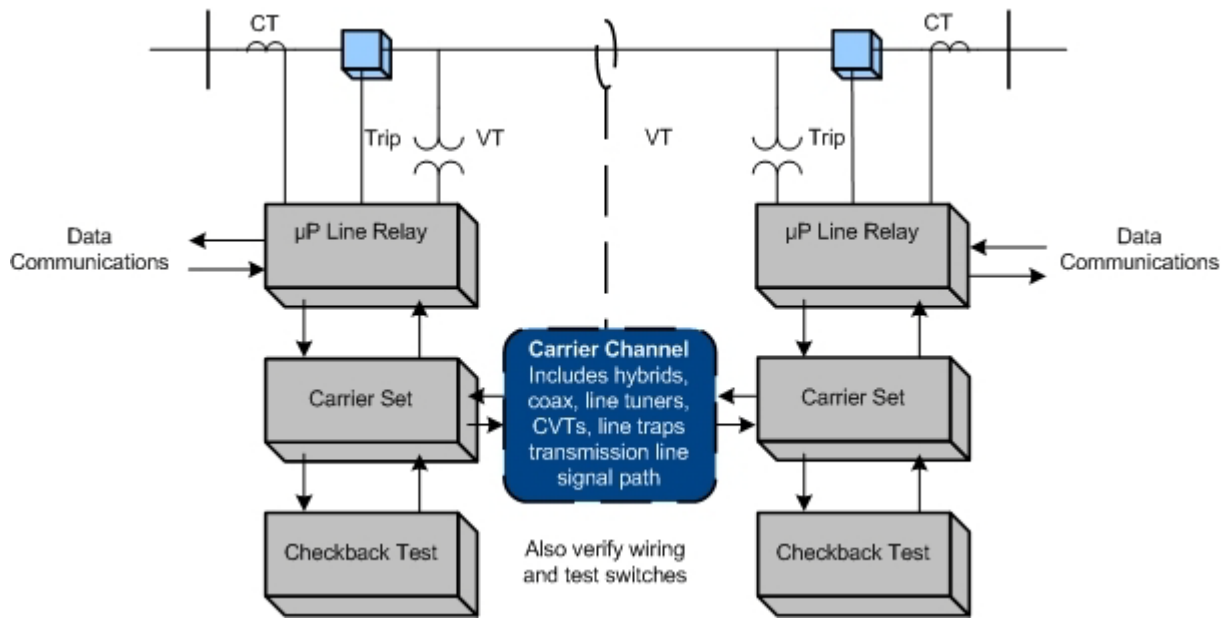 CT
CT
Trip
VT
VT
Trip
µP Line Relay
µP Line Relay
Data
Communications
Data
Communications
Carrier Channel
Includes hybrids,
coax, line tuners,
CVTs, line traps
transmission line
signal path
Carrier Set
Carrier Set
Checkback Test
Also verify wiring
and test switches
Checkback Test